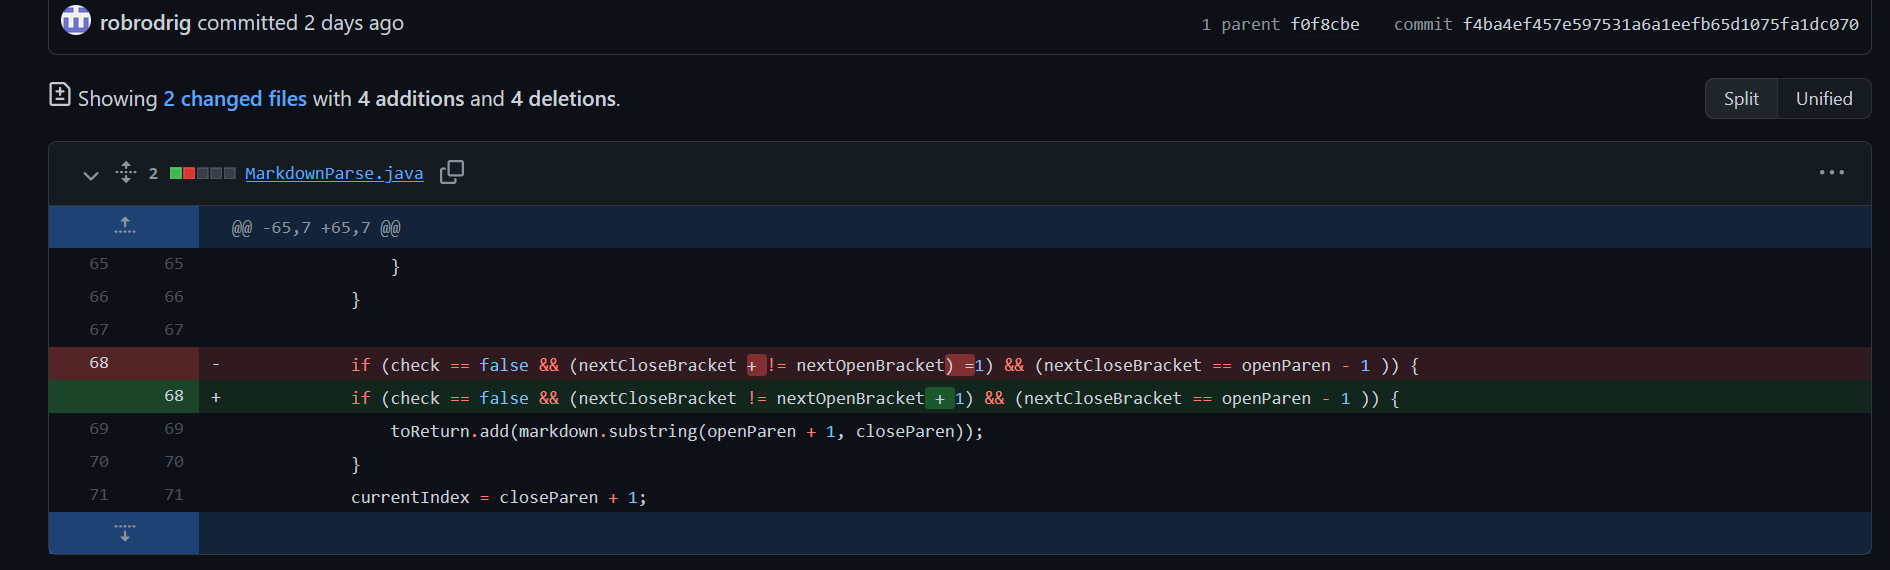 robrodrig committed 2 days ago 1 parent f0f8cbe commit f4ba4ef457e597531a6a1eefb65d1075fa1dc070
Showing 2 changed files with 4 additions and 4 deletions. Split Unified
2 MarkdownParse.java ...
@@ -65,7 +65,7 @@
65 65 }
66 66 }
67 67
68 - if (check == false && (nextCloseBracket + != nextOpenBracket) =1) && (nextCloseBracket == openParen - 1 )) {
68 + if (check == false && (nextCloseBracket != nextOpenBracket + 1) && (nextCloseBracket == openParen - 1 )) {
69 69 toReturn.add(markdown.substring(openParen + 1, closeParen));
70 70 }
71 71 currentIndex = closeParen + 1;